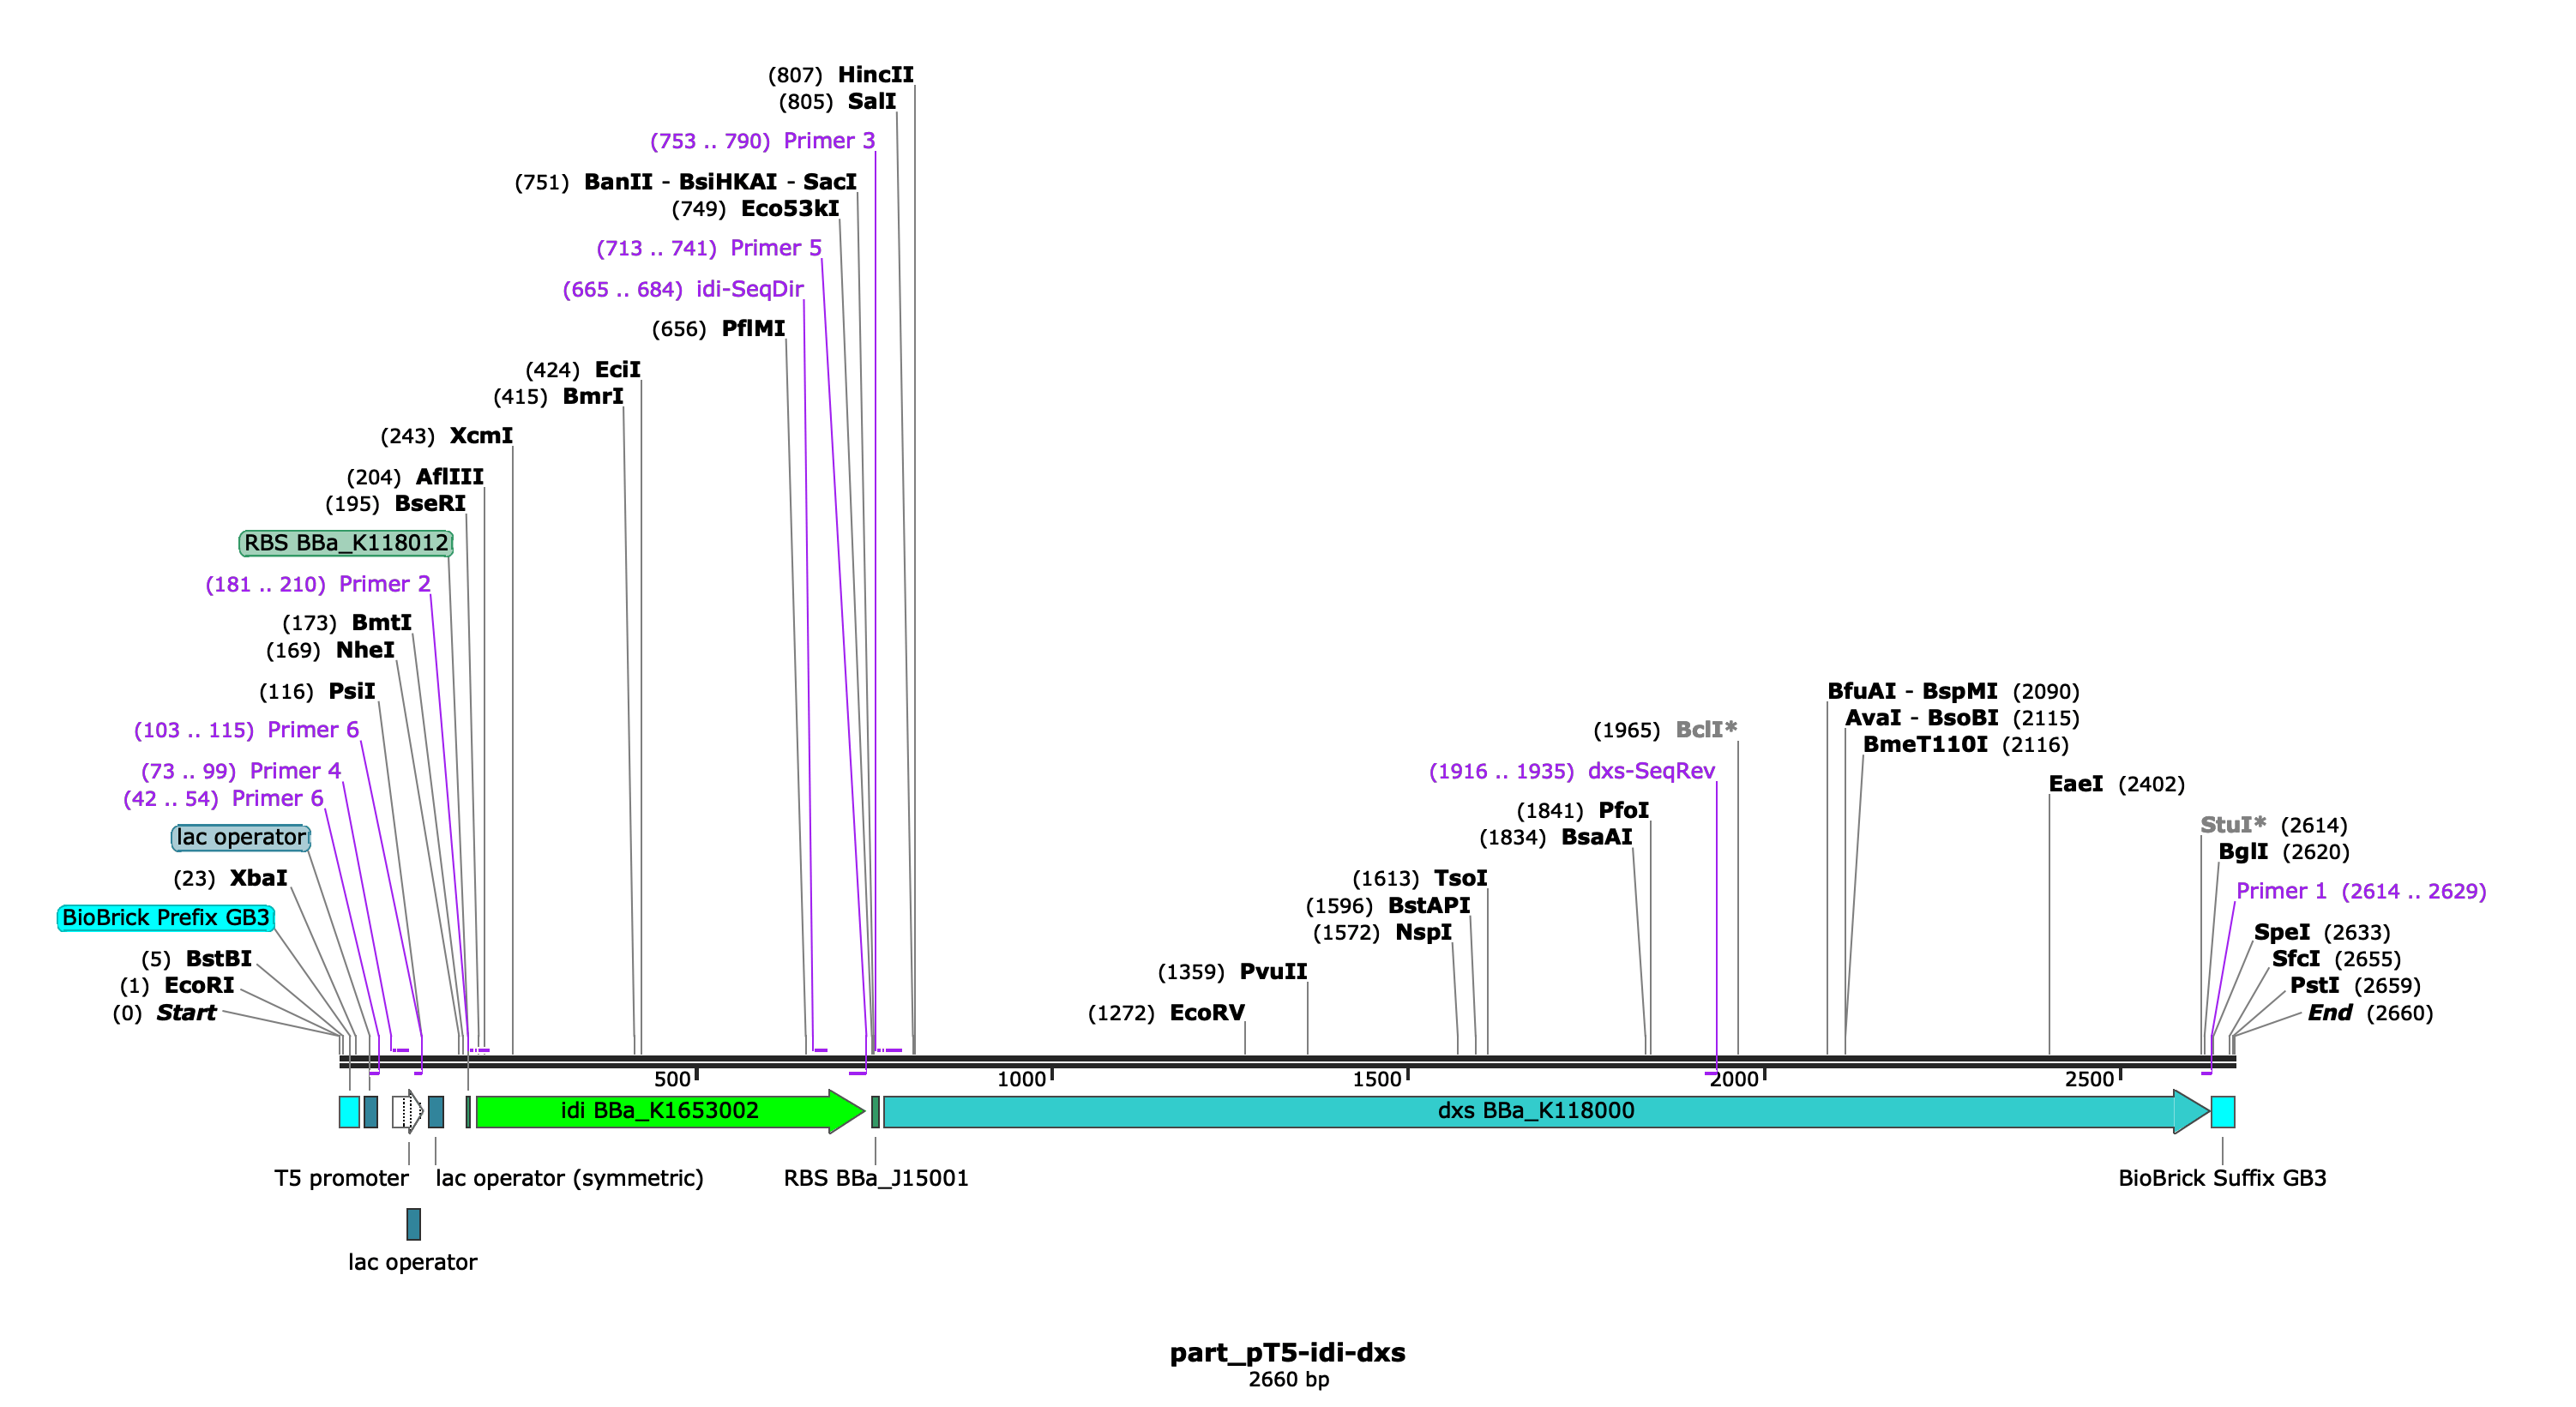 (807) HincII
(805) SalI
(753 .. 790) Primer 3
(751) BanII - BsiHKAI - SacI
(749) Eco53kI
(713 .. 741) Primer 5
(665 .. 684) idi-SeqDir
(656) PflMI
(424) EciI
(415) BmrI
(243) XcmI
(204) AflIII
(195) BseRI
RBS BBa_K118012
(181 .. 210) Primer 2
(173) BmtI
(169) NheI
(116) PsiI
(103 .. 115) Primer 6
(73 .. 99) Primer 4
(42 .. 54) Primer 6
lac operator
(23) XbaI
BioBrick Prefix GB3
(5) BstBI
(1) EcoRI
(0) Start
BfuAI - BspMI (2090)
AvaI - BsoBI (2115)
BmeT110I (2116)
(1965) BclI*
(1916 .. 1935) dxs-SeqRev
EaeI (2402)
(1841) PfoI
(1834) BsaAI
StuI* (2614)
BglI (2620)
(1613) TsoI
(1596) BstAPI
(1572) NspI
Primer 1 (2614 .. 2629)
SpeI (2633)
SfcI (2655)
(1359) PvuII
PstI (2659)
(1272) EcoRV
End (2660)
500 1000 1500 2000 2500
idi BBa_K1653002 dxs BBa_K118000
T5 promoter lac operator (symmetric) RBS BBa_J15001 BioBrick Suffix GB3
lac operator
part_pT5-idi-dxs
2660 bp